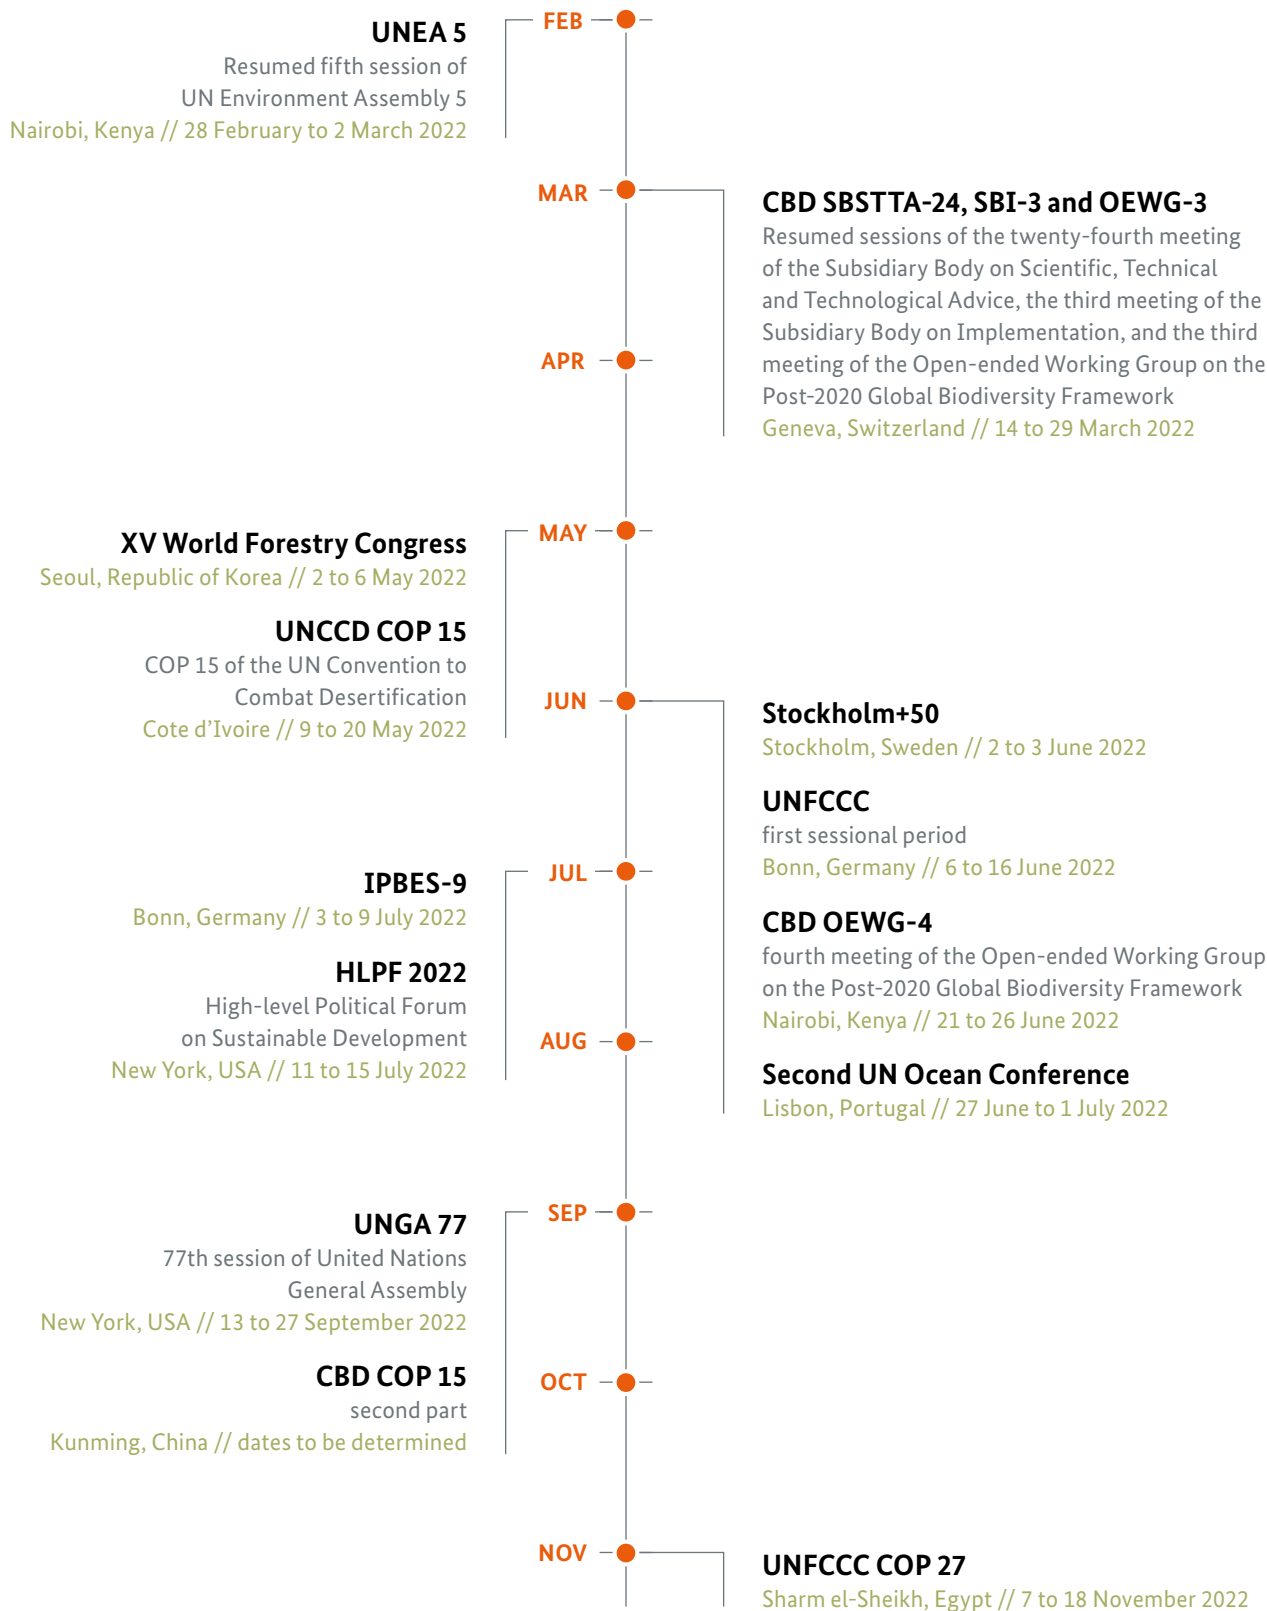 FEB
UNEA 5
Resumed fifth session of
UN Environment Assembly 5
Nairobi, Kenya // 28 February to 2 March 2022
MAR
CBD SBSTTA-24, SBI-3 and OEWG-3
Resumed sessions of the twenty-fourth meeting
of the Subsidiary Body on Scientific, Technical
and Technological Advice, the third meeting of the
Subsidiary Body on Implementation, and the third
meeting of the Open-ended Working Group on the
Post-2020 Global Biodiversity Framework
Geneva, Switzerland // 14 to 29 March 2022
APR
MAY
XV World Forestry Congress
Seoul, Republic of Korea // 2 to 6 May 2022
UNCCD COP 15
COP 15 of the UN Convention to
Combat Desertification
Cote d’Ivoire // 9 to 20 May 2022
JUN
Stockholm+50
Stockholm, Sweden // 2 to 3 June 2022
UNFCCC
first sessional period
Bonn, Germany // 6 to 16 June 2022
CBD OEWG-4
fourth meeting of the Open-ended Working Group
on the Post-2020 Global Biodiversity Framework
Nairobi, Kenya // 21 to 26 June 2022
Second UN Ocean Conference
Lisbon, Portugal // 27 June to 1 July 2022
JUL
IPBES-9
Bonn, Germany // 3 to 9 July 2022
HLPF 2022
High-level Political Forum
on Sustainable Development
New York, USA // 11 to 15 July 2022
AUG
SEP
UNGA 77
77th session of United Nations
General Assembly
New York, USA // 13 to 27 September 2022
CBD COP 15
second part
Kunming, China // dates to be determined
OCT
NOV
UNFCCC COP 27
Sharm el-Sheikh, Egypt // 7 to 18 November 2022